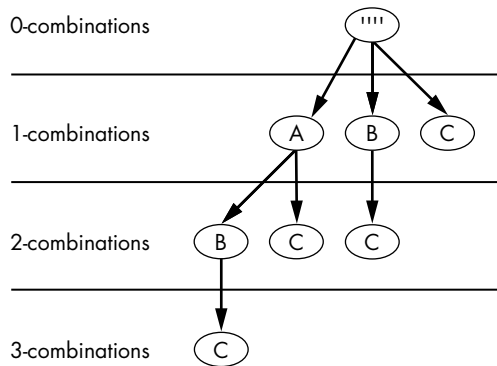 0-combinations """"
1-combinations A B C
2-combinations B C C
3-combinations C